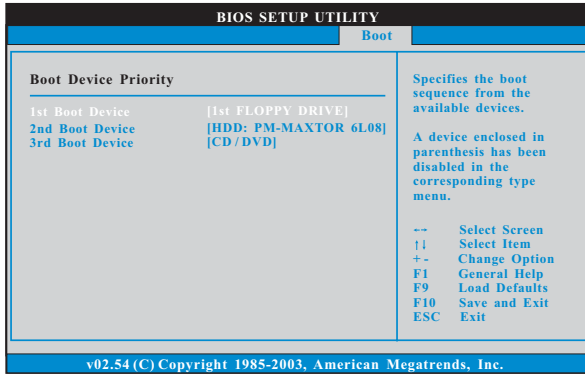 BIOS SETUP UTILITY
Boot
Boot Device Priority
1st Boot Device [1st FLOPPY DRIVE]
2nd Boot Device [HDD: PM-MAXTOR 6L08]
3rd Boot Device [CD/DVD]
Specifies the boot
sequence from the
available devices.
A device enclosed in
parenthesis has been
disabled in the
corresponding type
menu.
←→ Select Screen
↑↓ Select Item
+ - Change Option
F1 General Help
F9 Load Defaults
F10 Save and Exit
ESC Exit
v02.54 (C) Copyright 1985-2003, American Megatrends, Inc.